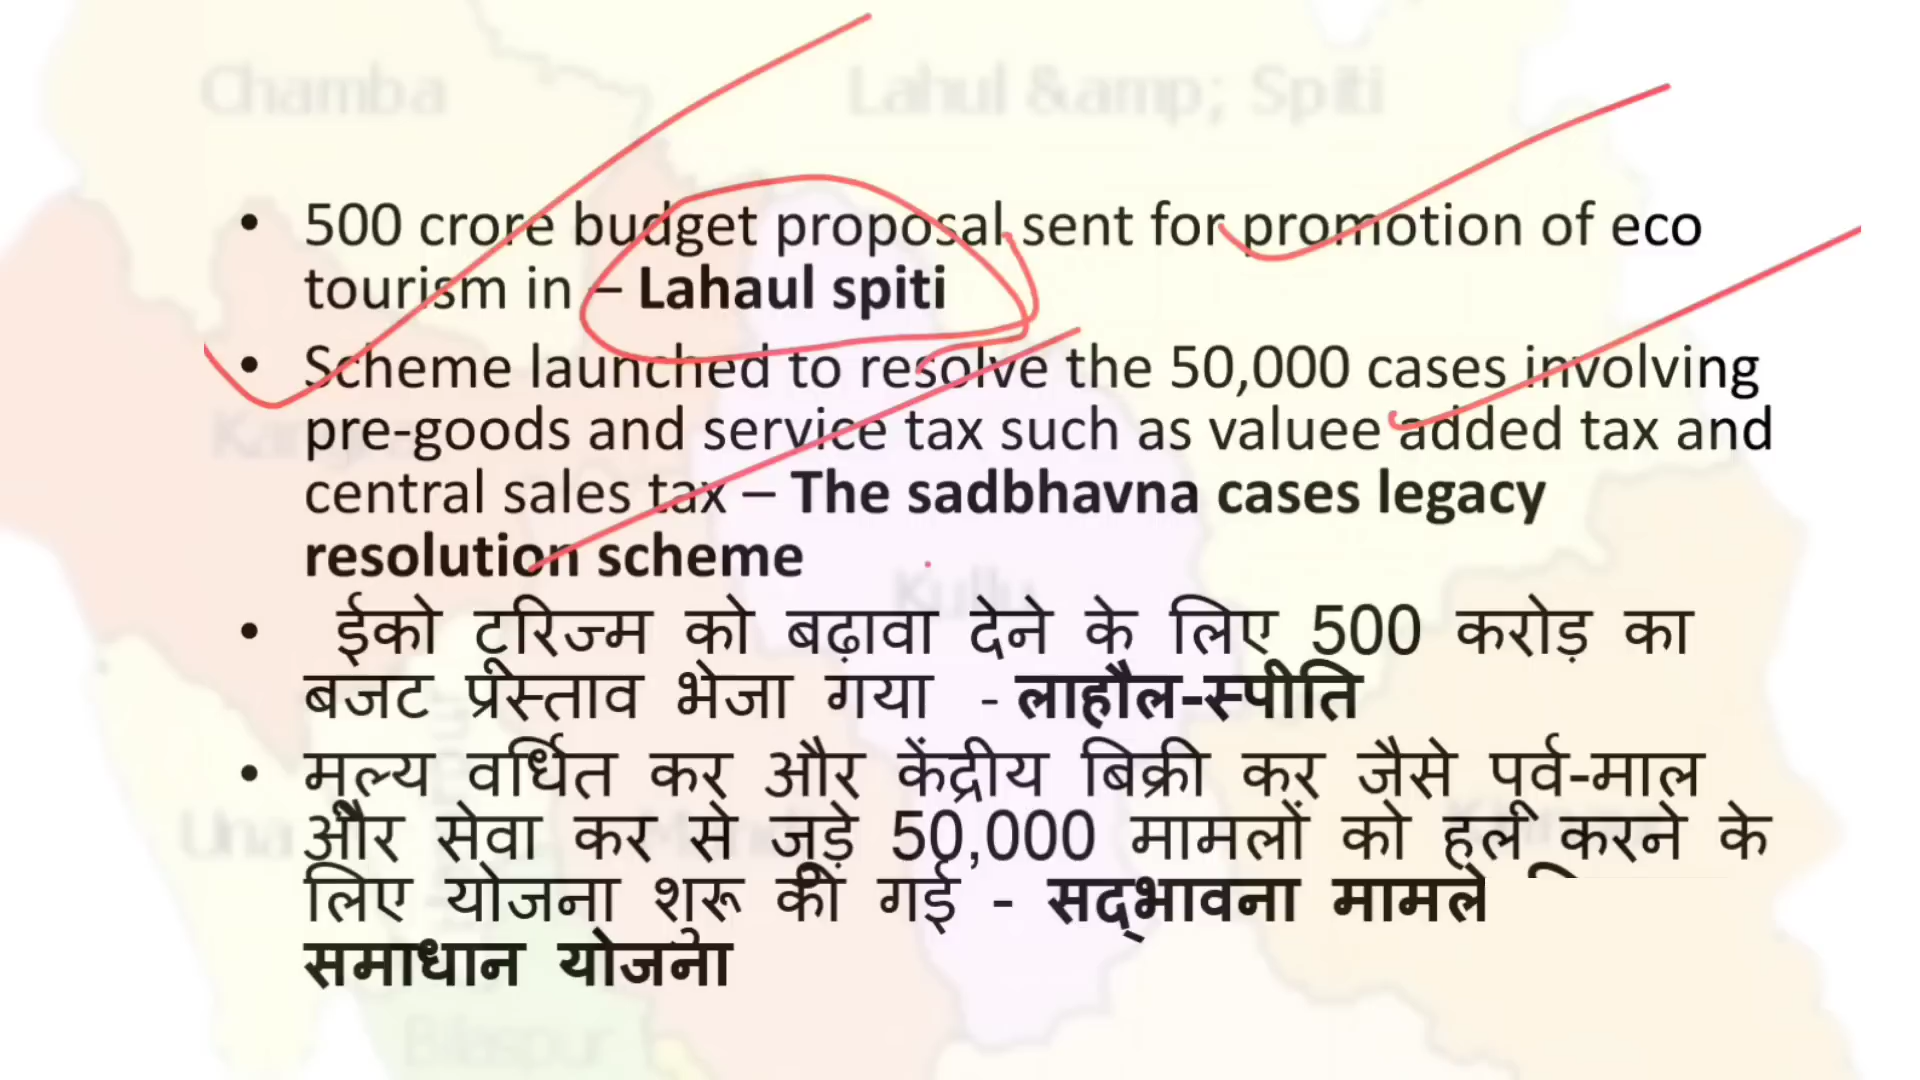 Chamba
Lahul &amp; Spiti
• 500 crore budget proposal sent for promotion of eco
tourism in – Lahaul spiti
• Scheme launched to resolve the 50,000 cases involving
pre-goods and service tax such as valuee added tax and
central sales tax – The sadbhavna cases legacy
resolution scheme
Kullu
• ईको टूरिज्म को बढ़ावा देने के लिए 500 करोड़ का
बजट प्रस्ताव भेजा गया - लाहौल-स्पीति
• मूल्य वर्धित कर और केंद्रीय बिक्री कर जैसे पूर्व-माल
और सेवा कर से जुड़े 50,000 मामलों को हल करने के
लिए योजना शुरू की गई - सद्भावना मामले
समाधान योजना
Una
Bilaspur